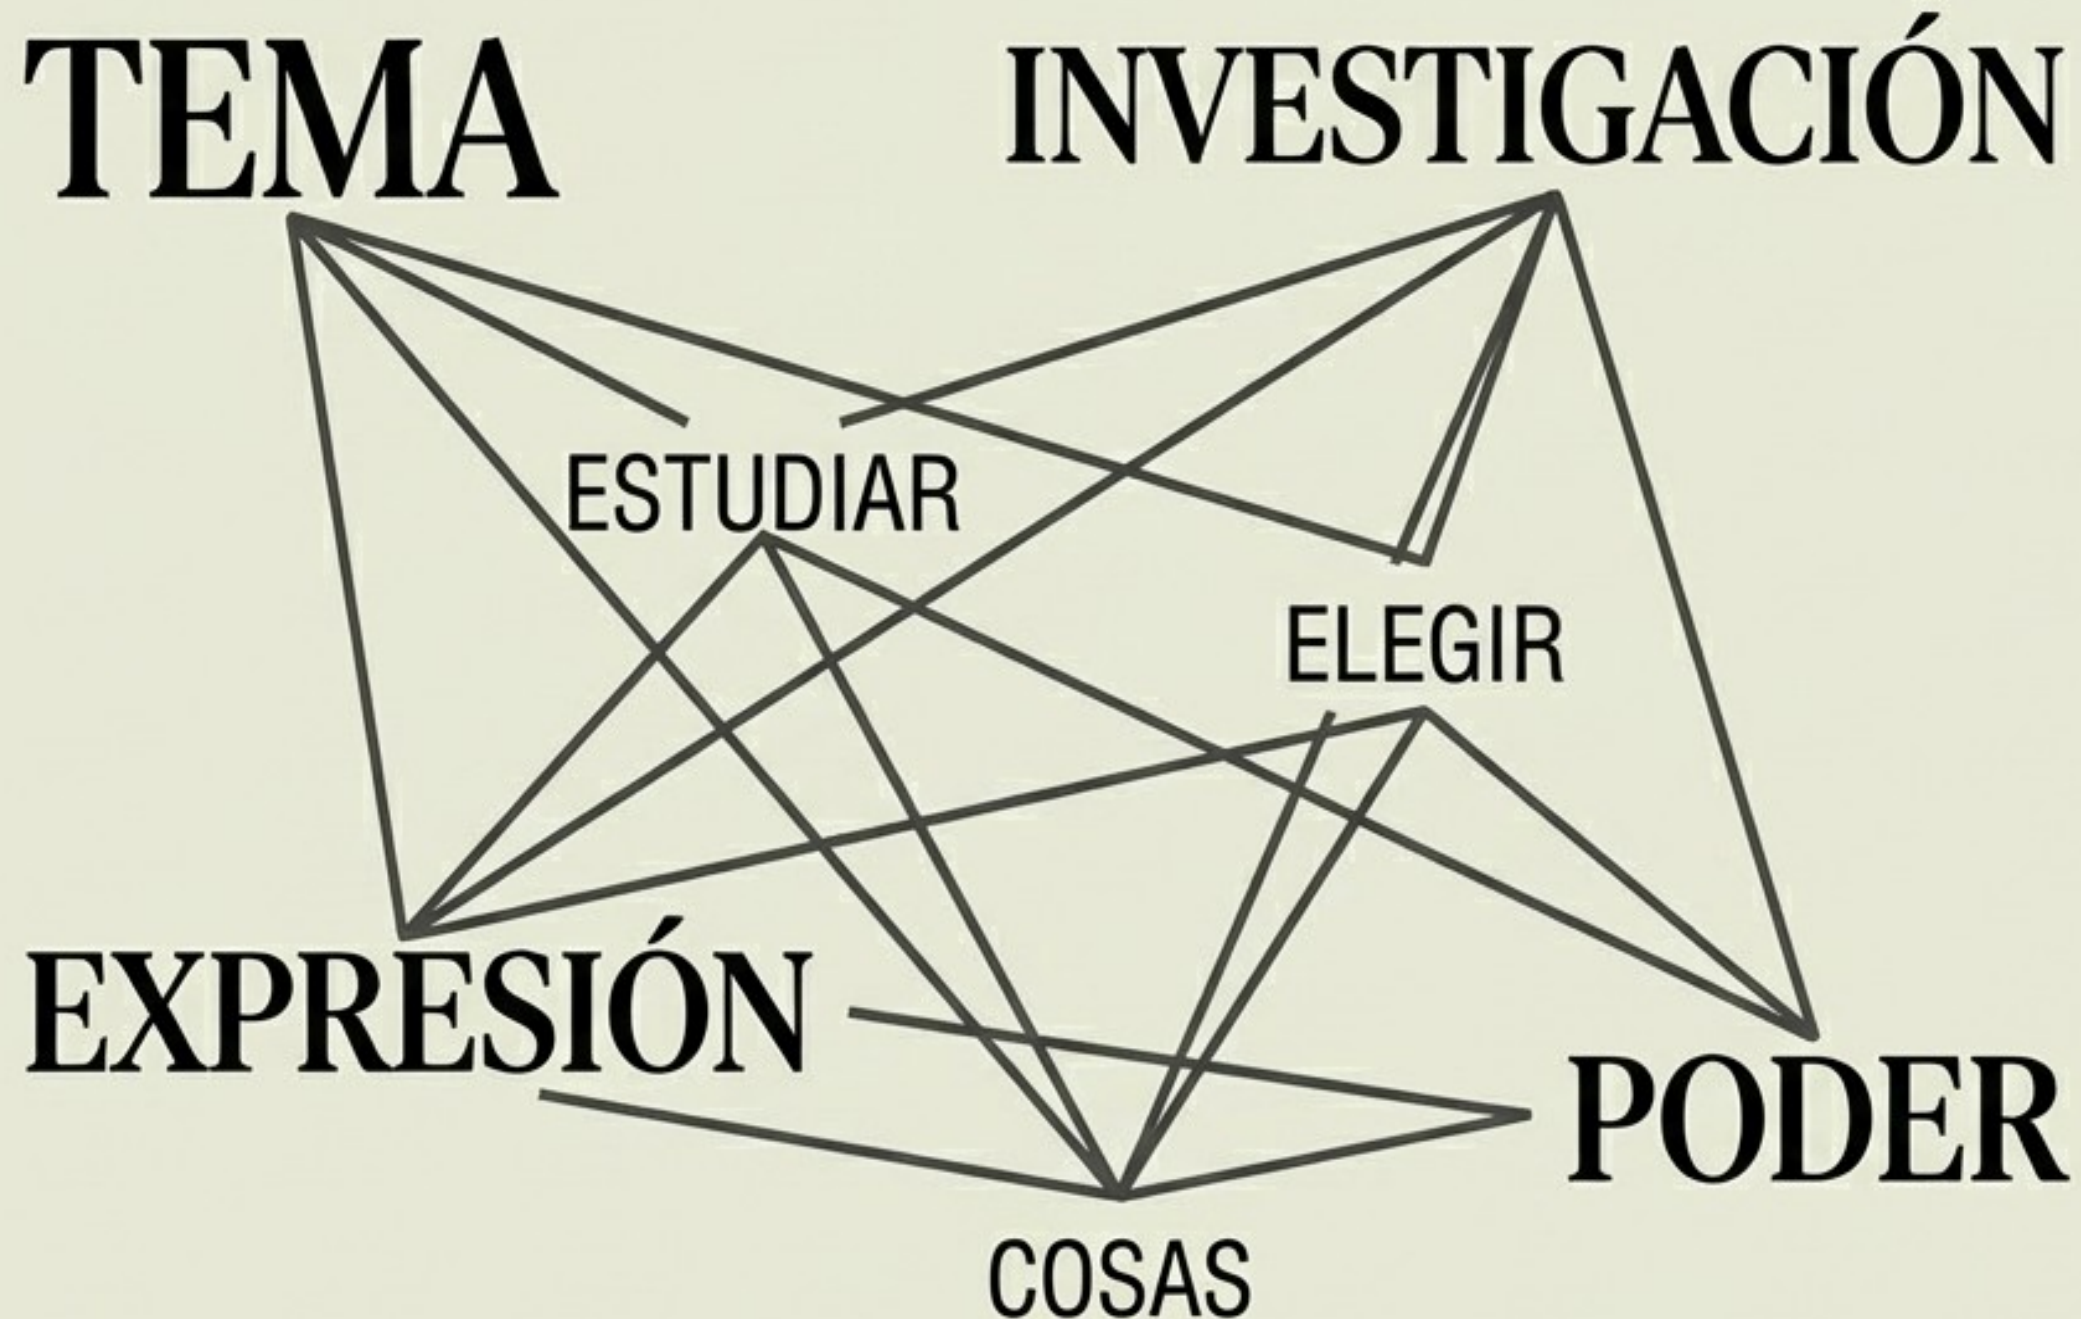 TEMA
INVESTIGACIÓN
ESTUDIAR
ELEGIR
EXPRESIÓN
PODER
COSAS